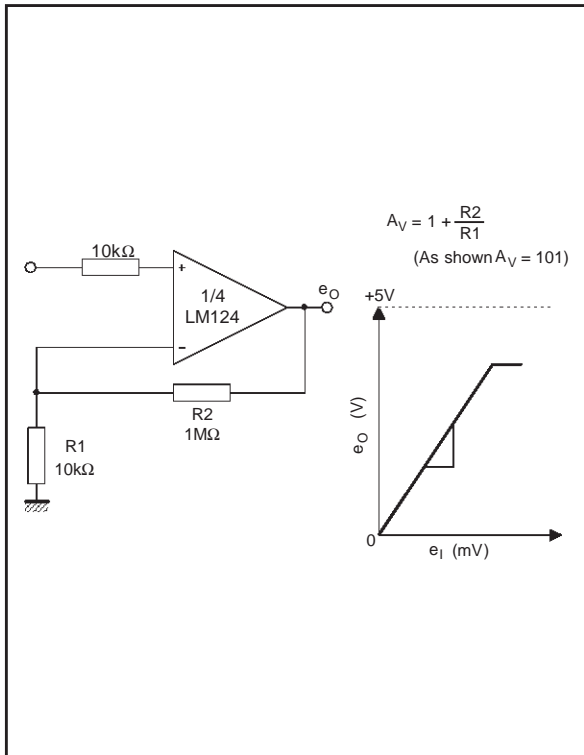 10kΩ
+
1/4
LM124
–
e_O
R2
1MΩ
R1
10kΩ
A_V = 1 + R2/R1
(As shown A_V = 101)
+5V
e_O (V)
0
e_I (mV)